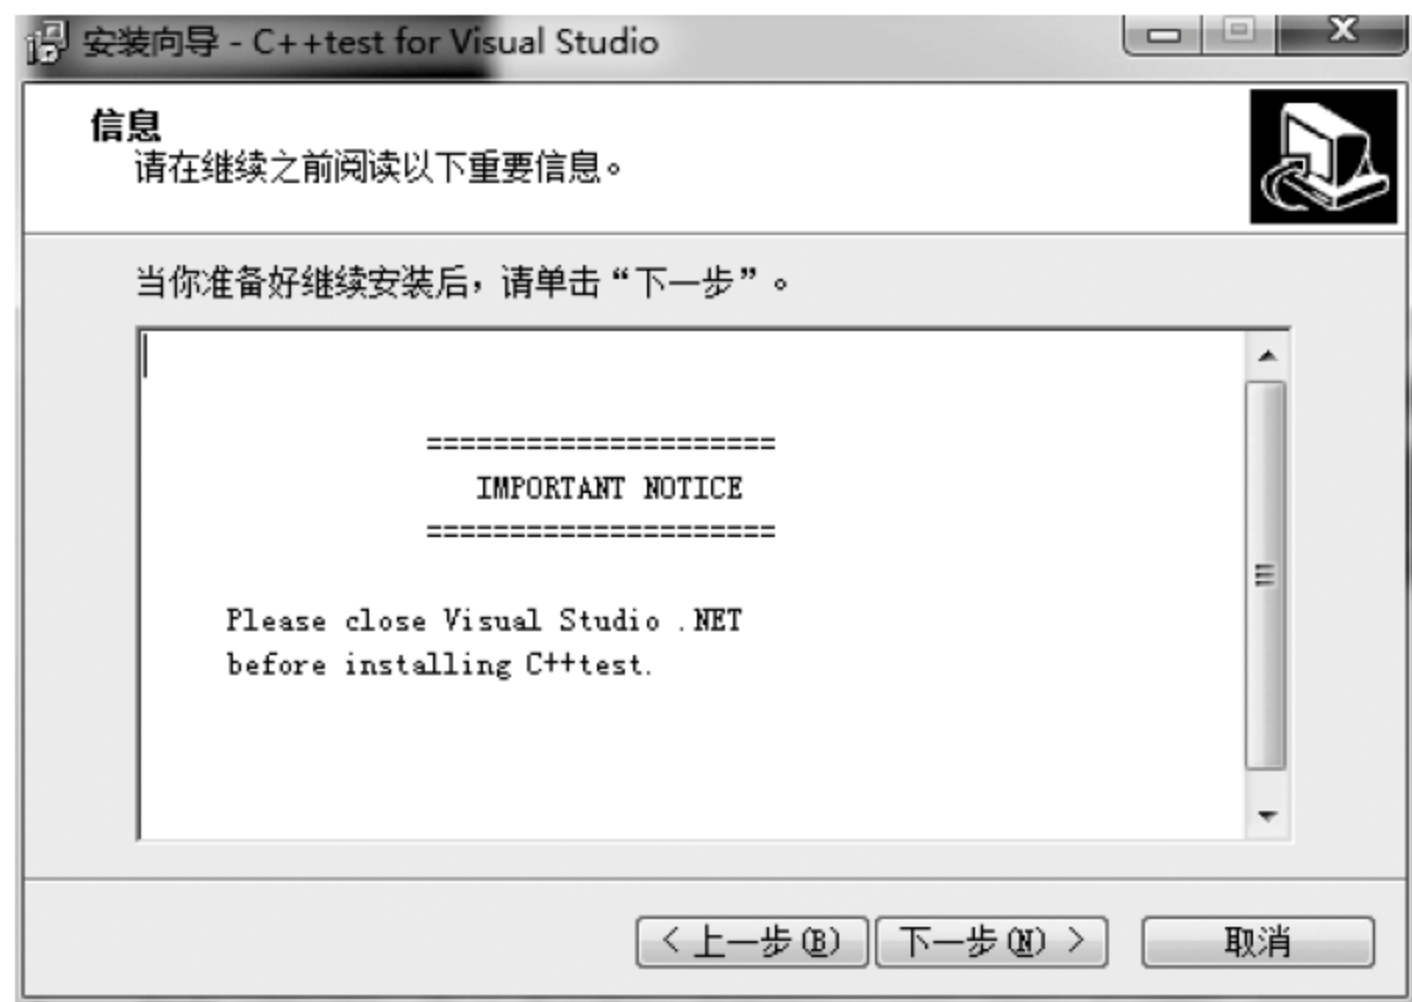 安装向导 - C++test for Visual Studio
信息
请在继续之前阅读以下重要信息。
当你准备好继续安装后，请单击“下一步”。
=====================
IMPORTANT NOTICE
=====================
Please close Visual Studio .NET
before installing C++test.
< 上一步(B) 下一步(N) > 取消